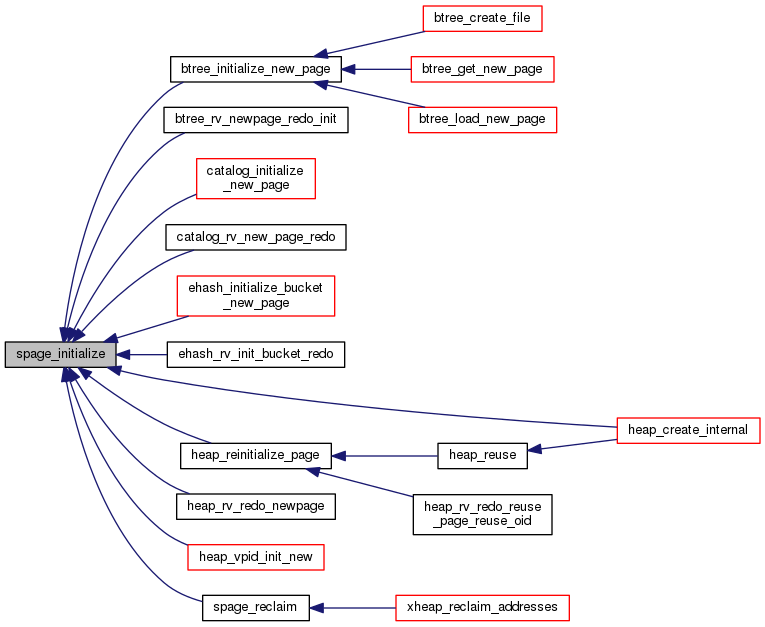 btree_create_file
btree_initialize_new_page
btree_get_new_page
btree_load_new_page
btree_rv_newpage_redo_init
catalog_initialize
_new_page
catalog_rv_new_page_redo
ehash_initialize_bucket
_new_page
spage_initialize
ehash_rv_init_bucket_redo
heap_create_internal
heap_reinitialize_page
heap_reuse
heap_rv_redo_newpage
heap_rv_redo_reuse
_page_reuse_oid
heap_vpid_init_new
spage_reclaim
xheap_reclaim_addresses